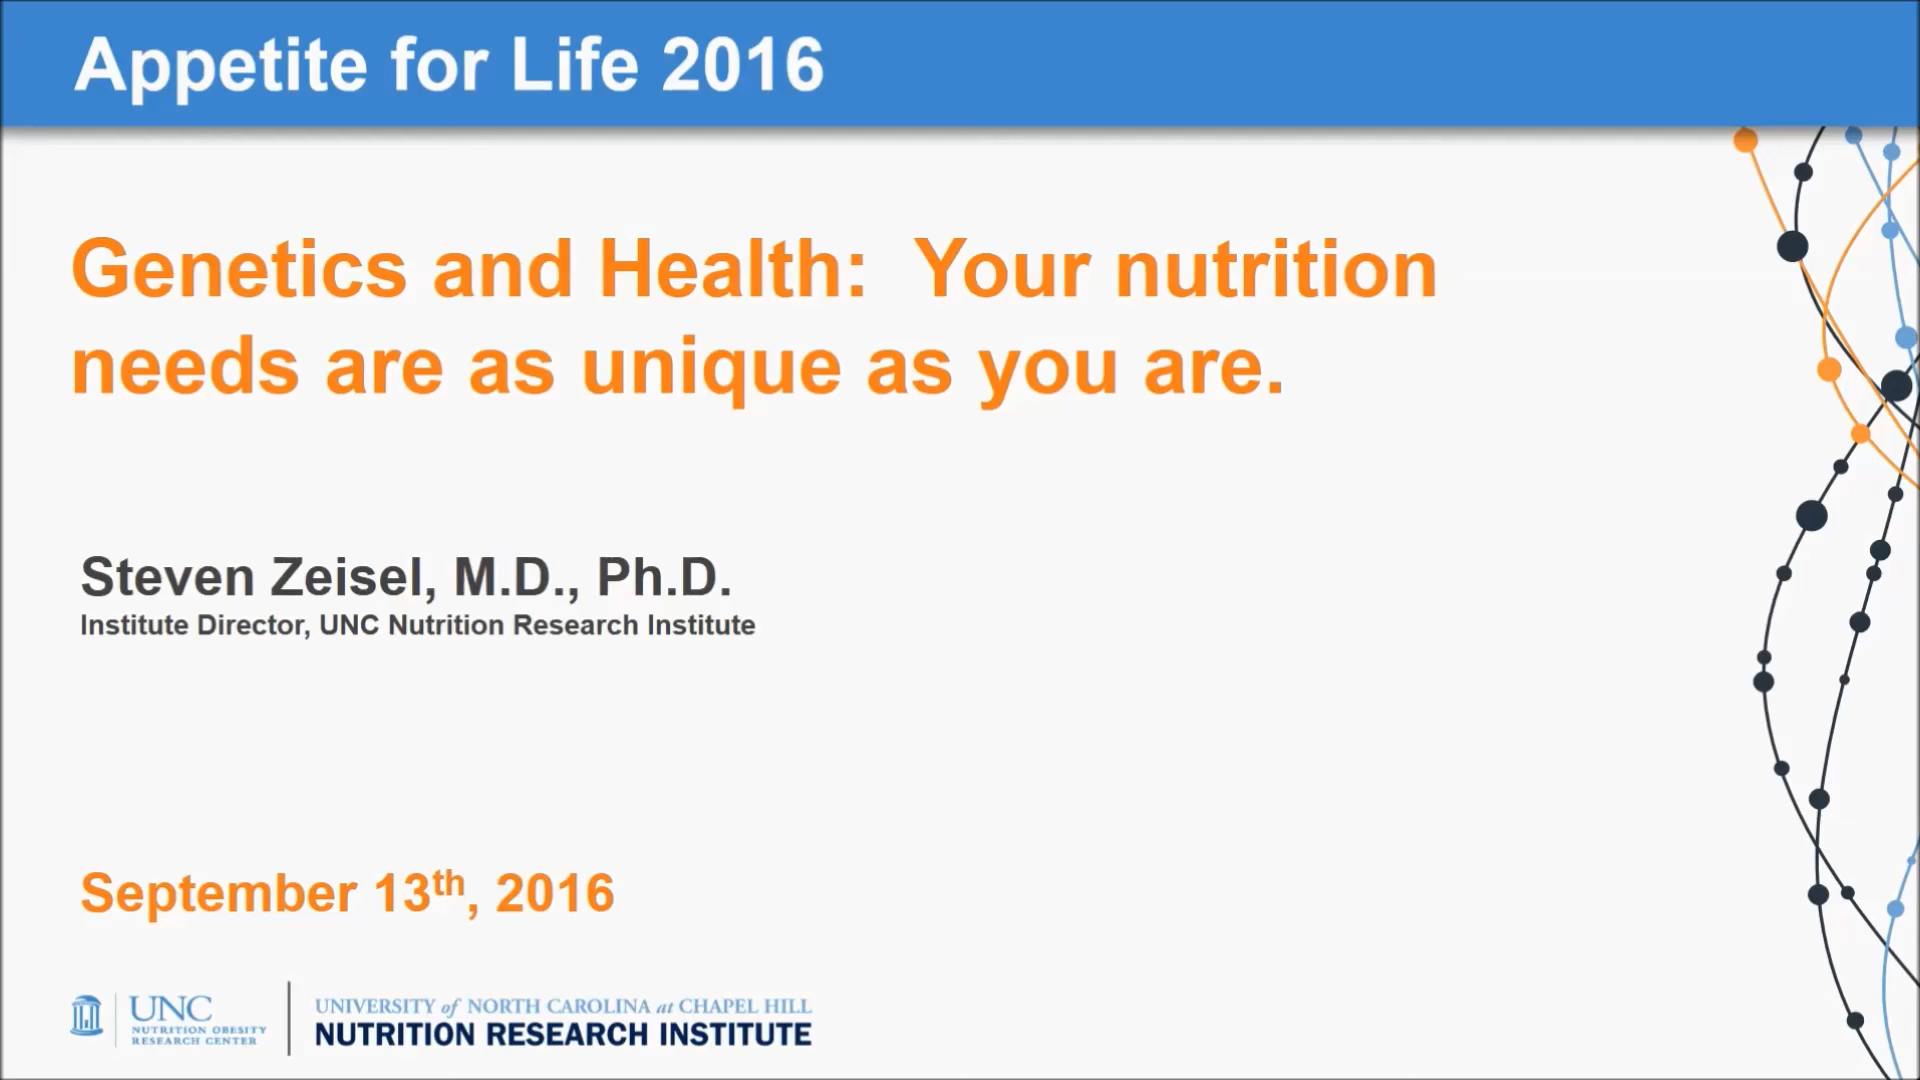 Appetite for Life 2016
Genetics and Health:  Your nutrition
needs are as unique as you are.
Steven Zeisel, M.D., Ph.D.
Institute Director, UNC Nutrition Research Institute
September 13th, 2016
UNC
NUTRITION OBESITY
RESEARCH CENTER
UNIVERSITY of NORTH CAROLINA at CHAPEL HILL
NUTRITION RESEARCH INSTITUTE